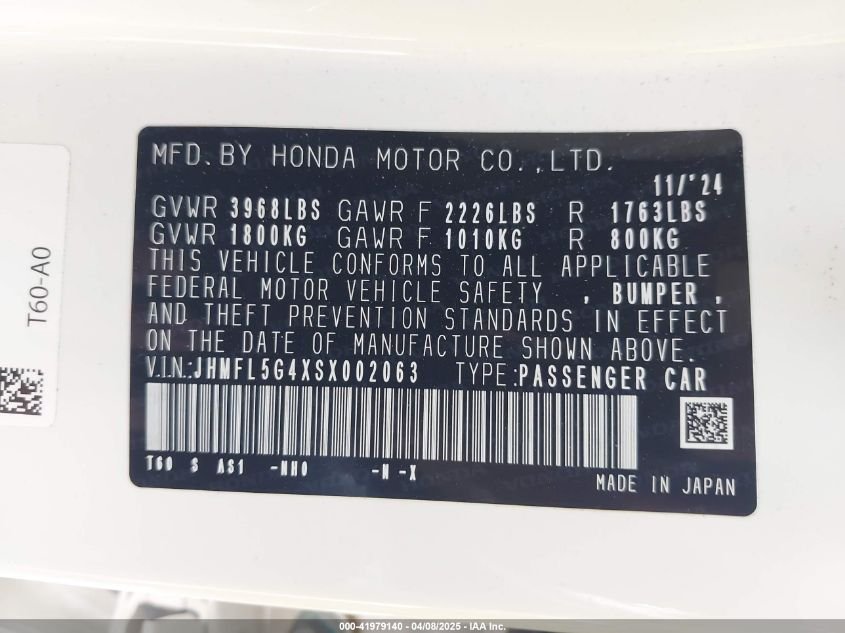 MFD. BY HONDA MOTOR CO., LTD.
11/'24
GVWR 3968LBS GAWR F 2226LBS R 1763LBS
GVWR 1800KG GAWR F 1010KG R 800KG
THIS VEHICLE CONFORMS TO ALL APPLICABLE
FEDERAL MOTOR VEHICLE SAFETY , BUMPER ,
AND THEFT PREVENTION STANDARDS IN EFFECT
ON THE DATE OF MANUFACTURE SHOWN ABOVE.
V.I.N.:JHMFL5G4XSX002063 TYPE:PASSENGER CAR
T60 S AS1 -NH0 -N -X
MADE IN JAPAN
T60-A0
000-41979140 - 04/08/2025 - IAA Inc.